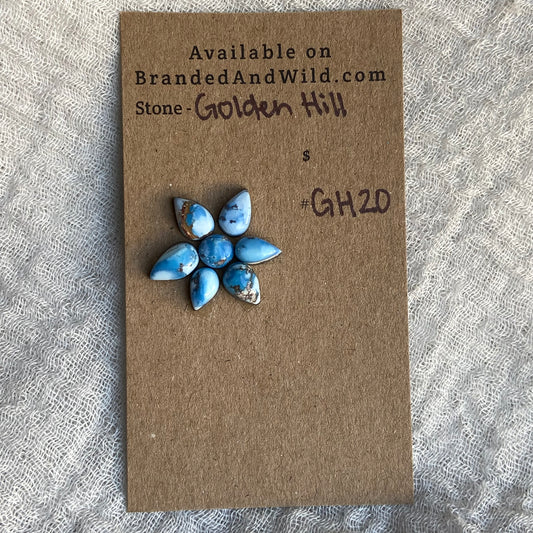 Available on
BrandedAndWild.com
Stone - Golden Hill
$
#GH20